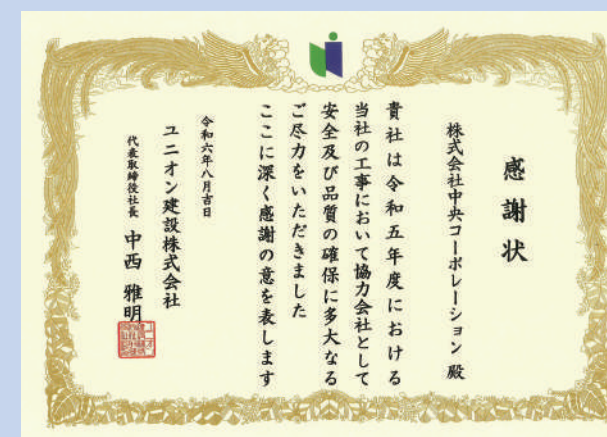 感謝状
株式会社中央コーポレーション 殿
貴社は令和五年度における
当社の工事において協力会社として
安全及び品質の確保に多大なる
ご尽力をいただきました
ここに深く感謝の意を表します
令和六年八月吉日
ユニオン建設株式会社
代表取締役社長 中西 雅明